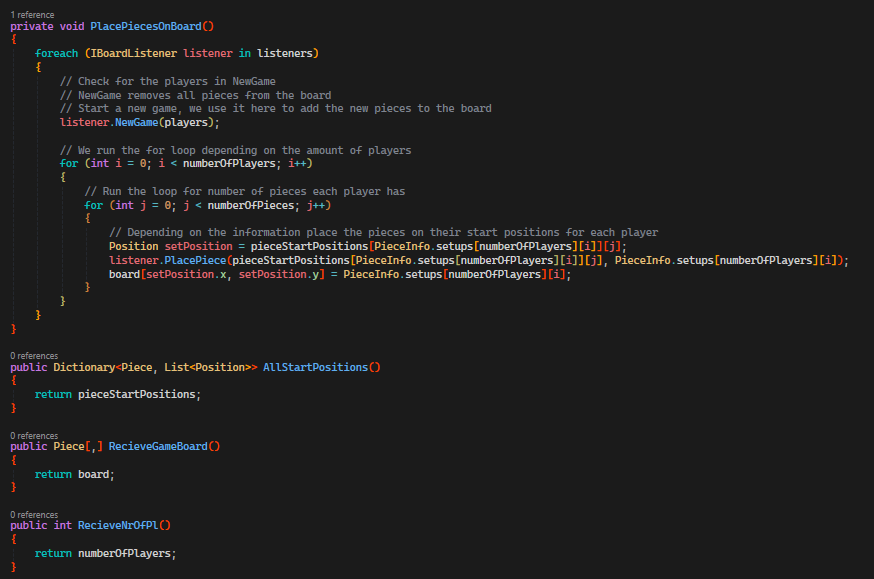 1 reference
private void PlacePiecesOnBoard()
{
foreach (IBoardListener listener in listeners)
{
// Check for the players in NewGame
// NewGame removes all pieces from the board
// Start a new game, we use it here to add the new pieces to the board
listener.NewGame(players);
// We run the for loop depending on the amount of players
for (int i = 0; i < numberOfPlayers; i++)
{
// Run the loop for number of pieces each player has
for (int j = 0; j < numberOfPieces; j++)
{
// Depending on the information place the pieces on their start positions for each player
Position setPosition = pieceStartPositions[PieceInfo.setups[numberOfPlayers][i]][j];
listener.PlacePiece(pieceStartPositions[PieceInfo.setups[numberOfPlayers][i]][j], PieceInfo.setups[numberOfPlayers][i]);
board[setPosition.x, setPosition.y] = PieceInfo.setups[numberOfPlayers][i];
}
}
}
}
0 references
public Dictionary<Piece, List<Position>> AllStartPositions()
{
return pieceStartPositions;
}
0 references
public Piece[,] RecieveGameBoard()
{
return board;
}
0 references
public int RecieveNrOfPl()
{
return numberOfPlayers;
}